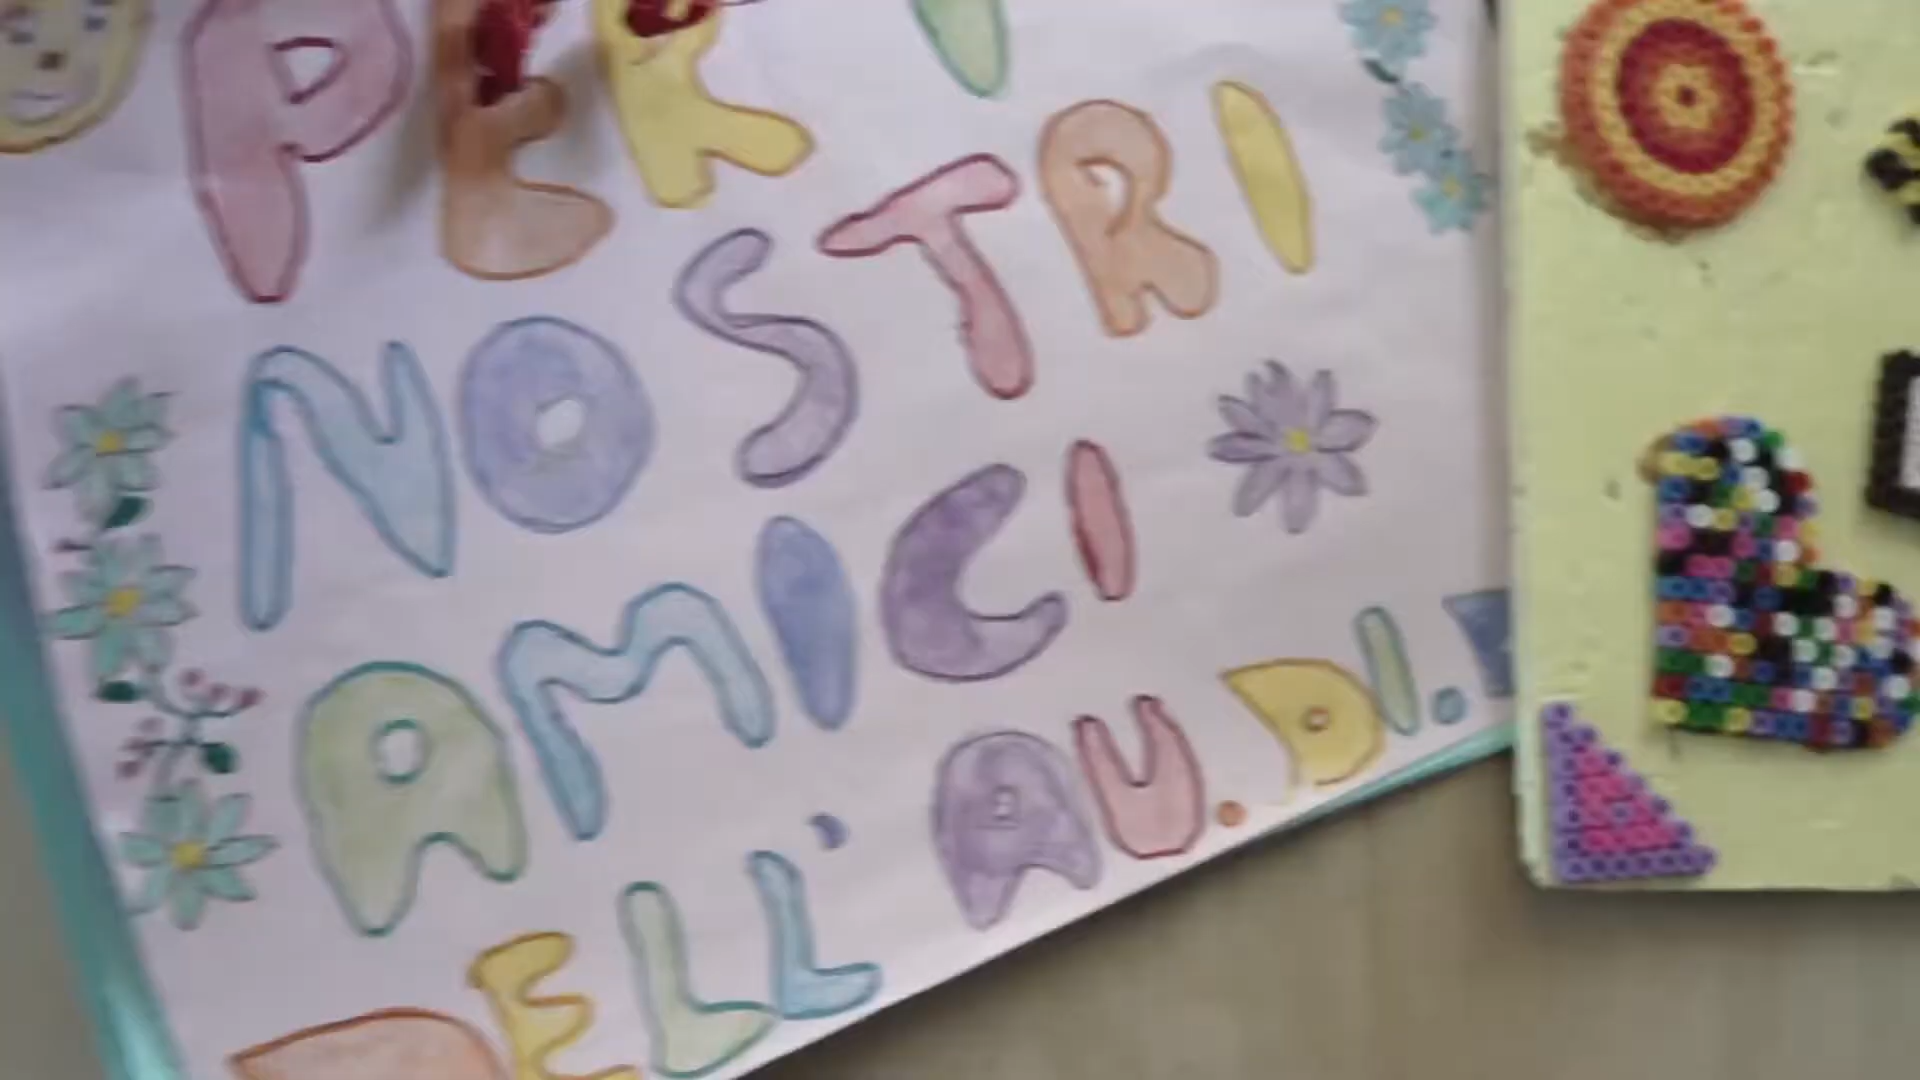 PER I
NOSTRI
AMICI
DELL' AU.DI.